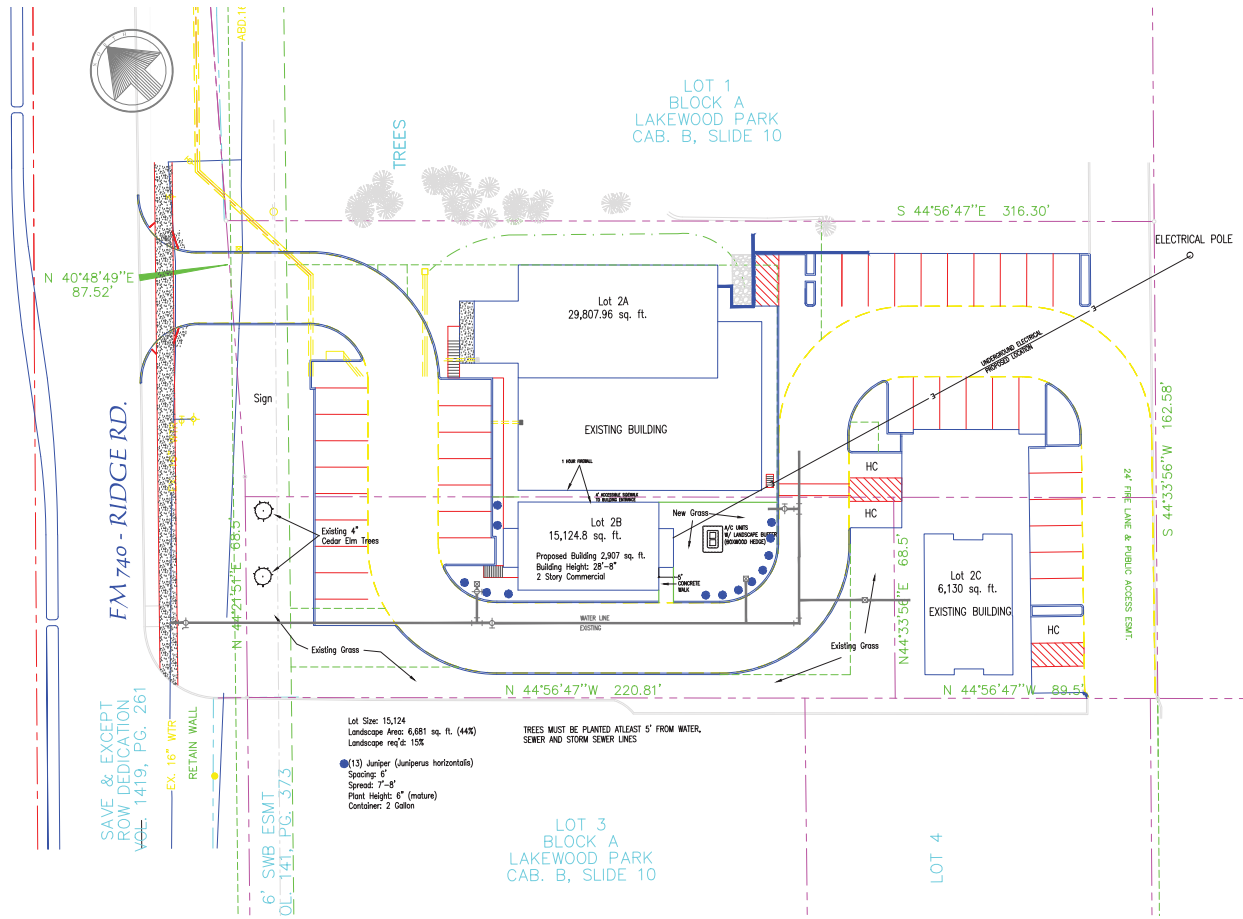 ABD.16
NORTH
LOT 1
BLOCK A
LAKEWOOD PARK
CAB. B, SLIDE 10
TREES
S 44°56'47"E 316.30'
ELECTRICAL POLE
N 40°48'49"E
87.52'
Lot 2A
29,807.96 sq. ft.
UNDERGROUND ELECTRICAL
PROPOSED LOCATION
3
3
Sign
EXISTING BUILDING
S 44°33'56"W 162.58'
FM 740 - RIDGE RD.
1 HOUR FIREWALL
HC
4' ACCESSIBLE SIDEWALK
TO BUILDING ENTRANCE
HC
24' FIRE LANE & PUBLIC ACCESS ESMT.
Existing 4"
Cedar Elm Trees
Lot 2B
15,124.8 sq. ft.
New Grass
A/C UNITS
W/ LANDSCAPE BUFFER
(BOXWOOD HEDGE)
Proposed Building 2,907 sq. ft.
Building Height: 28'-8"
2 Story Commercial
5'
CONCRETE
WALK
N 44°21'51"E 68.5'
N44°33'56"E 68.5'
Lot 2C
6,130 sq. ft.
EXISTING BUILDING
WATER LINE
EXISTING
HC
Existing Grass
Existing Grass
N 44°56'47"W 220.81'
N 44°56'47"W 89.5'
SAVE & EXCEPT
ROW DEDICATION
VOL. 1419, PG. 261
EX. 16" WTR
RETAIN WALL
6' SWB ESMT
OL. 141, PG. 373
Lot Size: 15,124
Landscape Area: 6,681 sq. ft. (44%)
Landscape req'd: 15%
TREES MUST BE PLANTED ATLEAST 5' FROM WATER,
SEWER AND STORM SEWER LINES
(13) Juniper (Juniperus horizontalis)
Spacing: 6'
Spread: 7'-8'
Plant Height: 6" (mature)
Container: 2 Gallon
LOT 3
BLOCK A
LAKEWOOD PARK
CAB. B, SLIDE 10
LOT 4